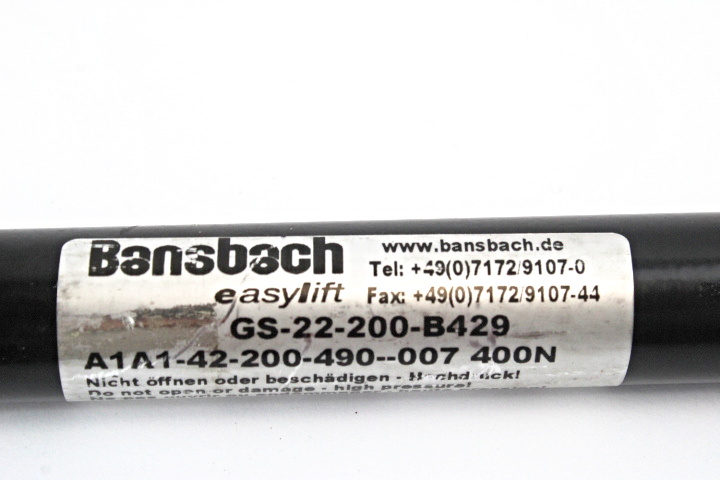 Bansbach
easylift
www.bansbach.de
Tel: +49(0)7172/9107-0
Fax: +49(0)7172/9107-44
GS-22-200-B429
A1A1-42-200-490--007 400N
Nicht öffnen oder beschädigen - Hochdruck!
Do not open or damage - high pressure!